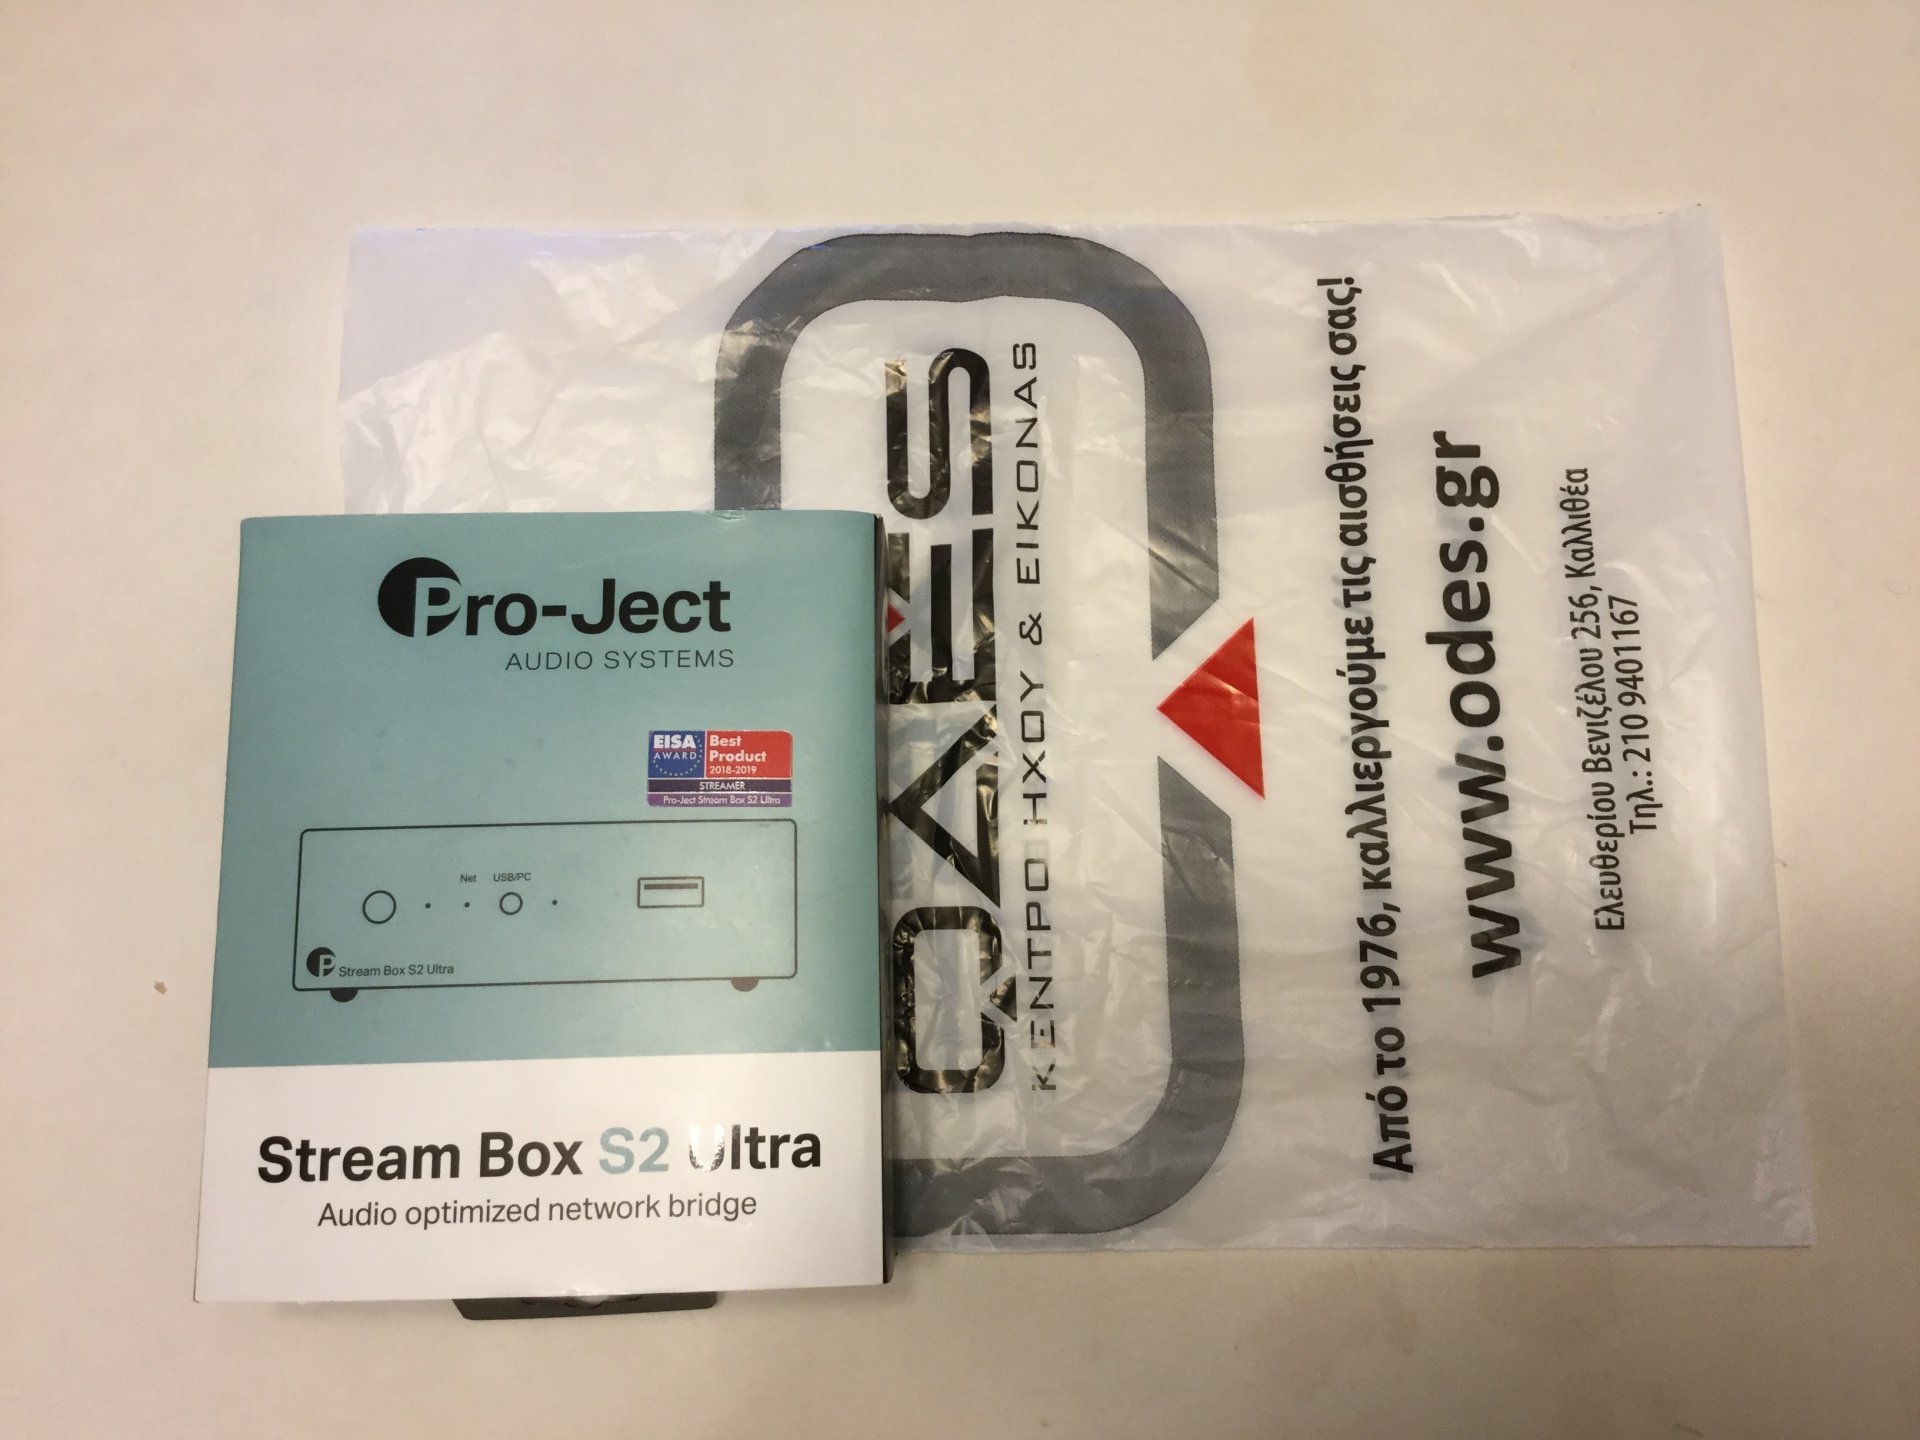 Pro-Ject
AUDIO SYSTEMS
EISA
AWARD
Best
Product
2018-2019
STREAMER
Pro-Ject Stream Box S2 Ultra
Net
USB/PC
P
Stream Box S2 Ultra
Stream Box S2 Ultra
Audio optimized network bridge
ΚΕΝΤΡΟ ΗΧΟΥ & ΕΙΚΟΝΑS
Από το 1976, καλλιεργούμε τις αισθήσεις σας!
www.odes.gr
Ελευθερίου Βενιζέλου 256, Καλλιθέα
Τηλ.: 210 9401167